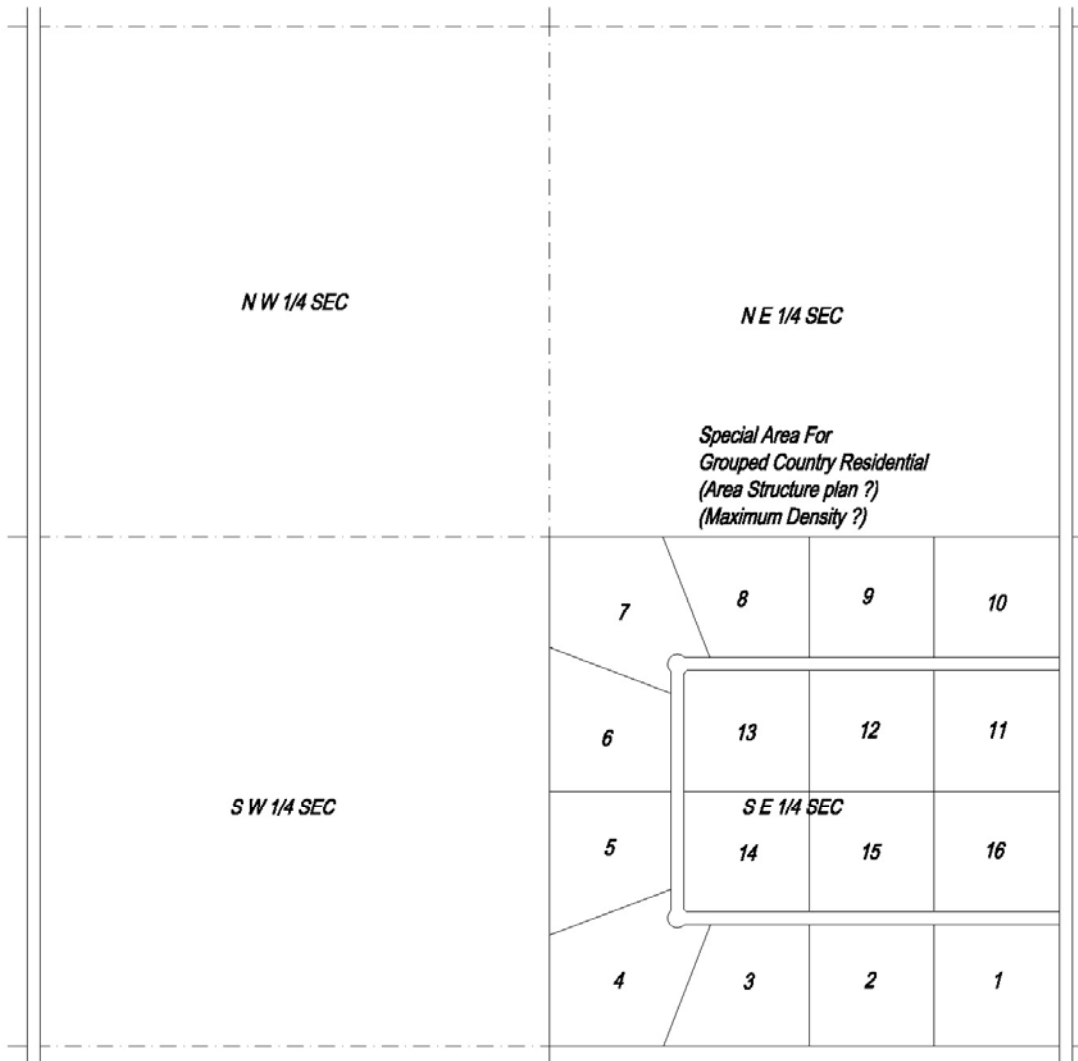 N W 1/4 SEC
N E 1/4 SEC
Special Area For
Grouped Country Residential
(Area Structure plan ?)
(Maximum Density ?)
7
8
9
10
6
13
12
11
S W 1/4 SEC
S E 1/4 SEC
5
14
15
16
4
3
2
1